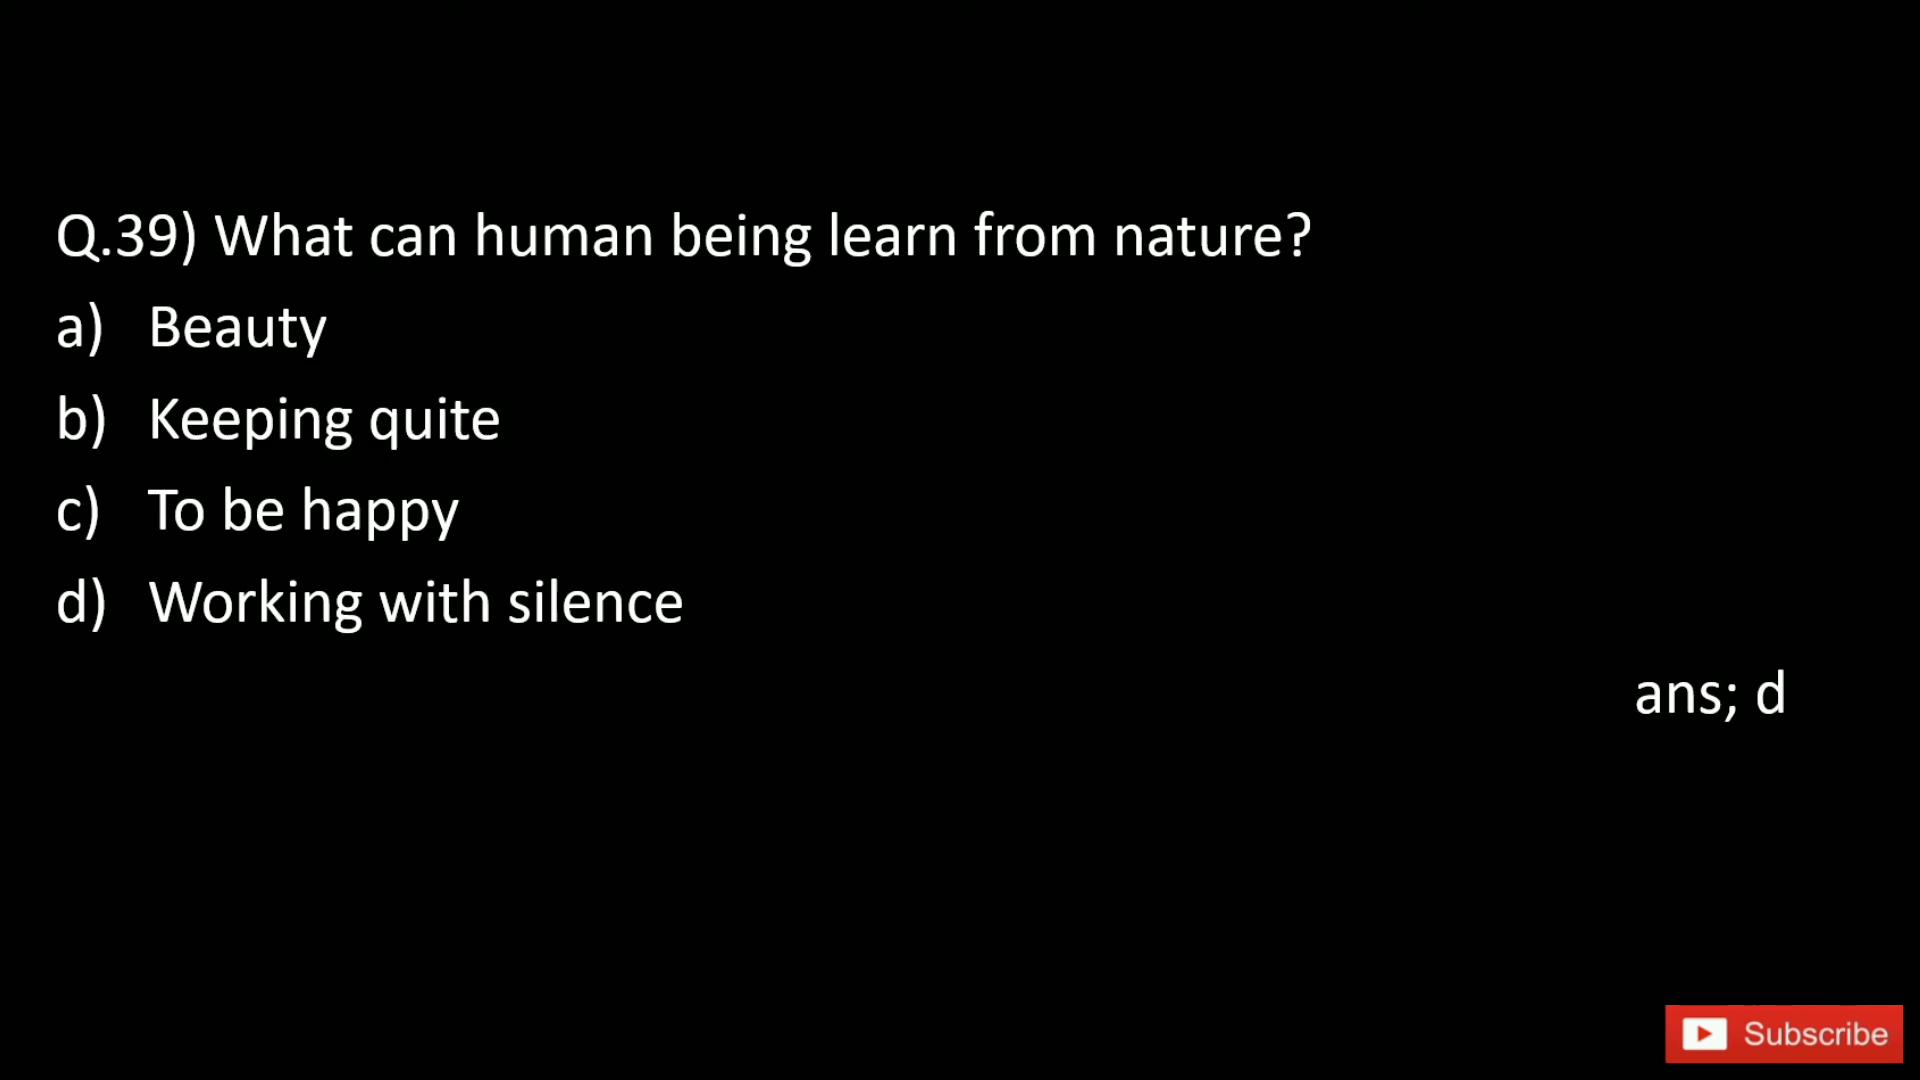 Q.39) What can human being learn from nature?
a) Beauty
b) Keeping quite
c) To be happy
d) Working with silence
ans; d
Subscribe